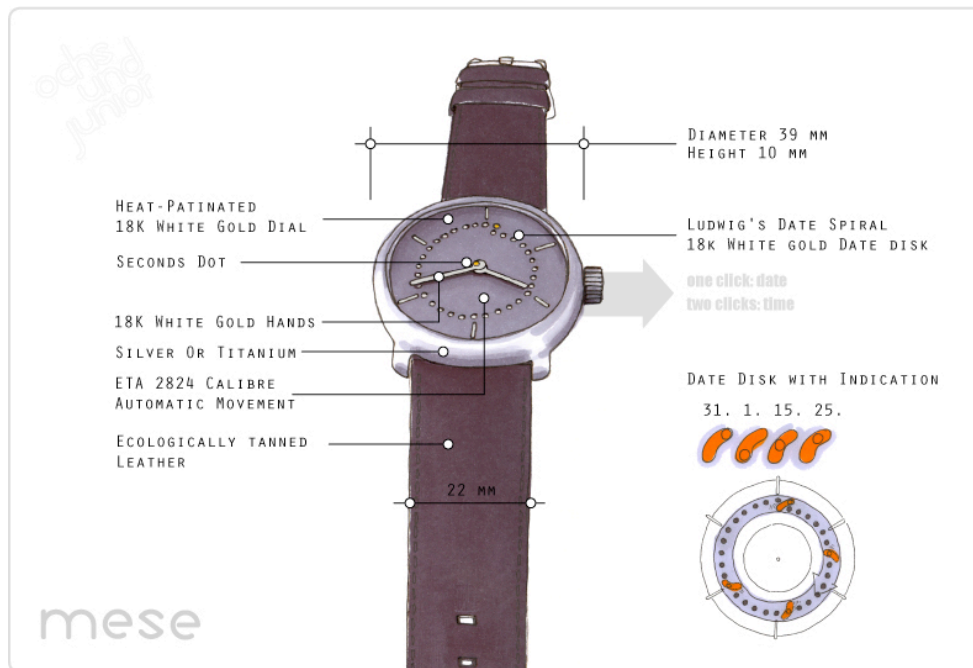 ochs
und
junior
Diameter 39 mm
Height 10 mm
Heat-Patinated
18K White Gold Dial
Ludwig's Date Spiral
18k White gold Date disk
Seconds Dot
one click: date
two clicks: time
18K White Gold Hands
Silver Or Titanium
ETA 2824 Calibre
Automatic Movement
Date Disk with Indication
31. 1. 15. 25.
Ecologically tanned
Leather
22 mm
mese